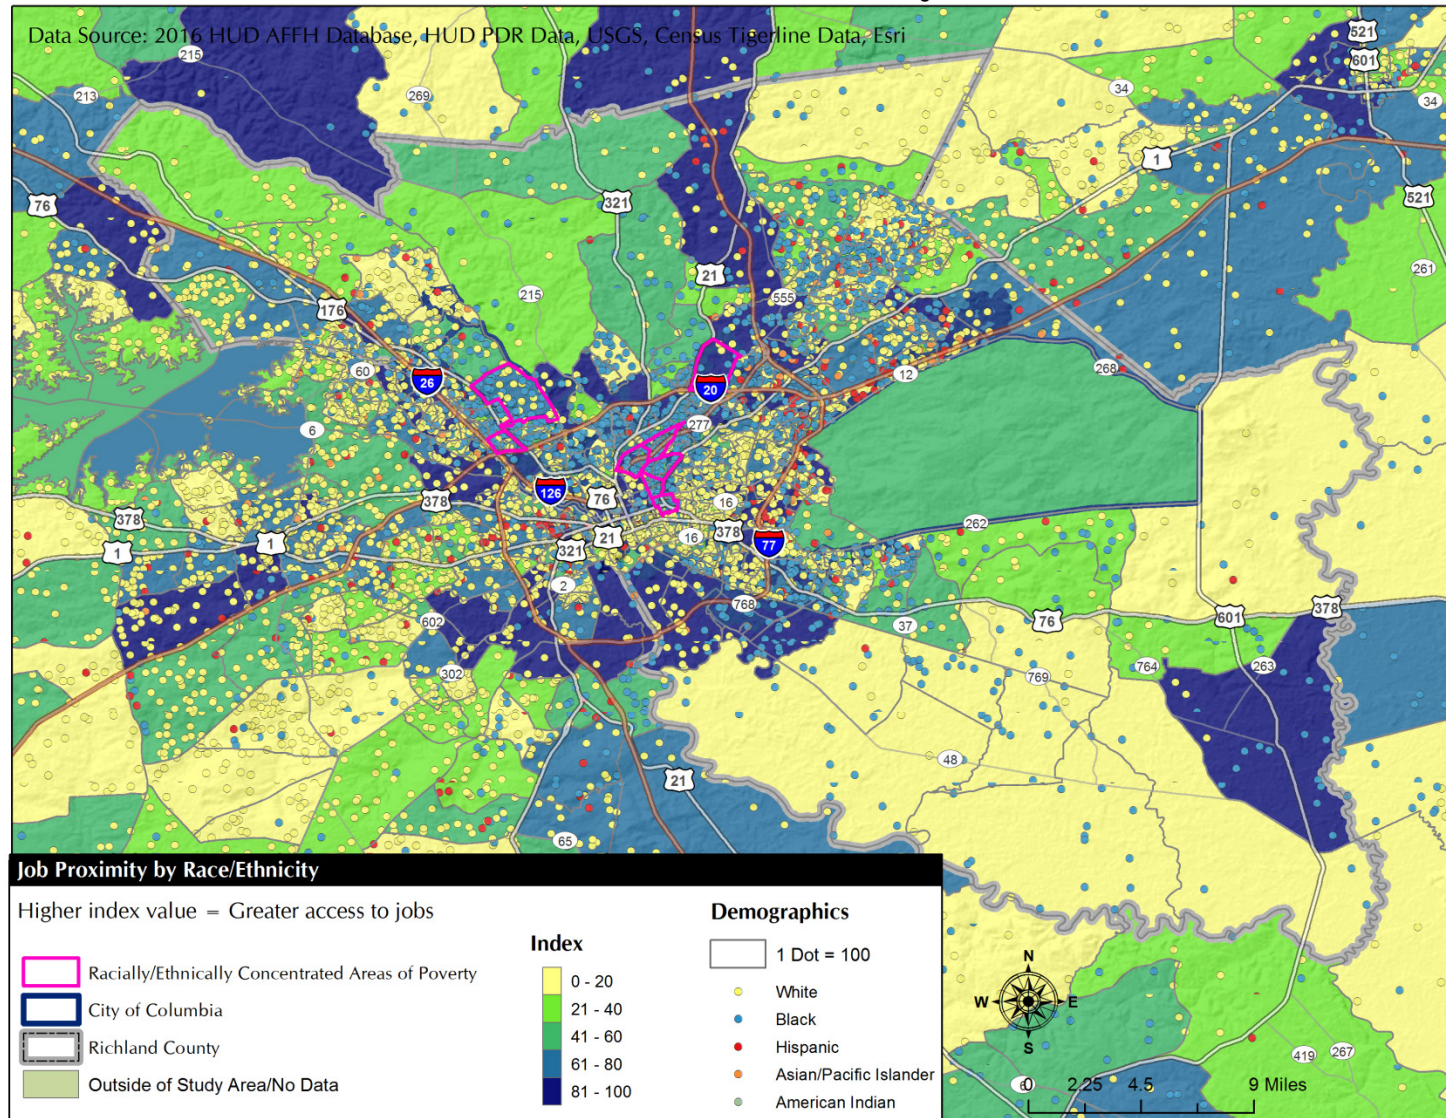 Data Source: 2016 HUD AFFH Database, HUD PDR Data, USGS, Census Tigerline Data, Esri
521
601
215
213
269
34
34
1
76
321
521
261
21
215
555
176
60
26
20
12
268
6
277
126
76
378
378
16
16
378
262
1
1
21
321
77
2
768
602
37
76
601
378
302
764
263
769
48
21
65
Job Proximity by Race/Ethnicity
Higher index value = Greater access to jobs
Racially/Ethnically Concentrated Areas of Poverty
City of Columbia
Richland County
Outside of Study Area/No Data
Index
0 - 20
21 - 40
41 - 60
61 - 80
81 - 100
Demographics
1 Dot = 100
White
Black
Hispanic
Asian/Pacific Islander
American Indian
N
W
E
S
419
267
0
2.25
4.5
9 Miles